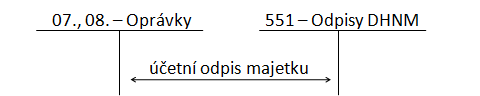 07., 08. – Oprávky 551 – Odpisy DHNM
účetní odpis majetku